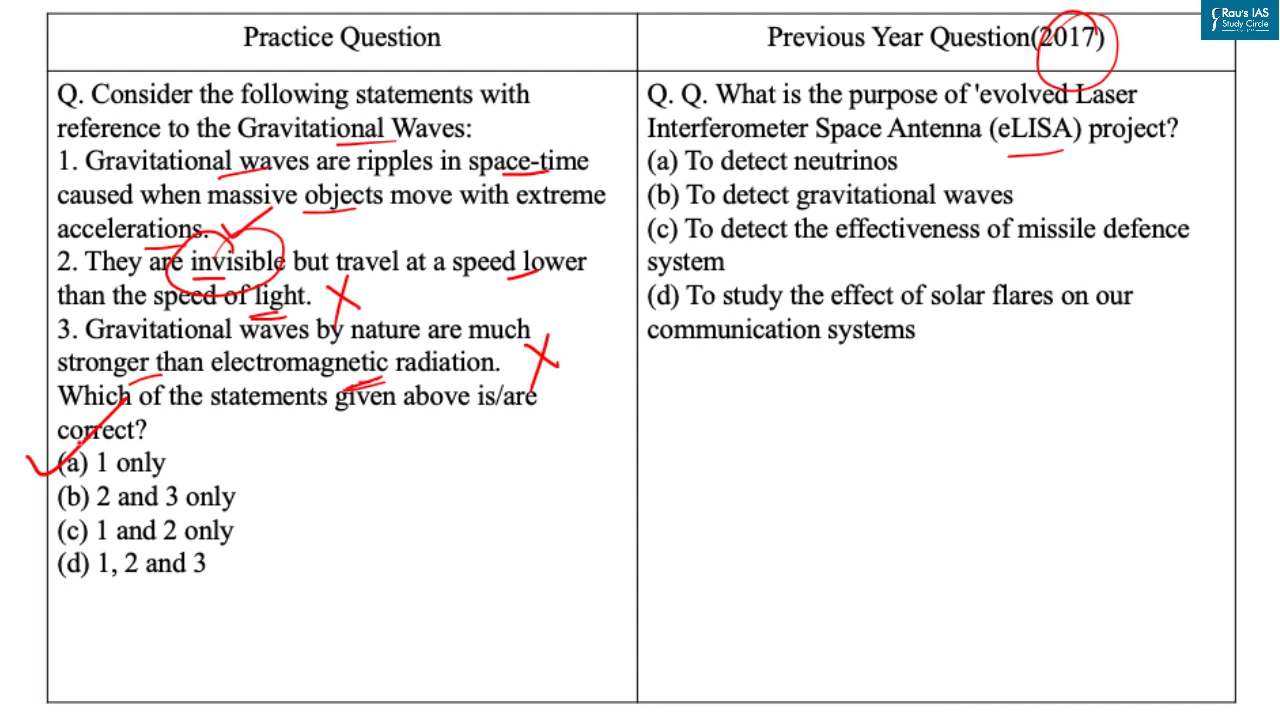 Rau's IAS
Study Circle
Practice Question
Previous Year Question(2017)
Q. Consider the following statements with
reference to the Gravitational Waves:
1. Gravitational waves are ripples in space-time
caused when massive objects move with extreme
accelerations.
2. They are invisible but travel at a speed lower
than the speed of light.
3. Gravitational waves by nature are much
stronger than electromagnetic radiation.
Which of the statements given above is/are
correct?
(a) 1 only
(b) 2 and 3 only
(c) 1 and 2 only
(d) 1, 2 and 3
Q. Q. What is the purpose of 'evolved Laser
Interferometer Space Antenna (eLISA) project?
(a) To detect neutrinos
(b) To detect gravitational waves
(c) To detect the effectiveness of missile defence
system
(d) To study the effect of solar flares on our
communication systems